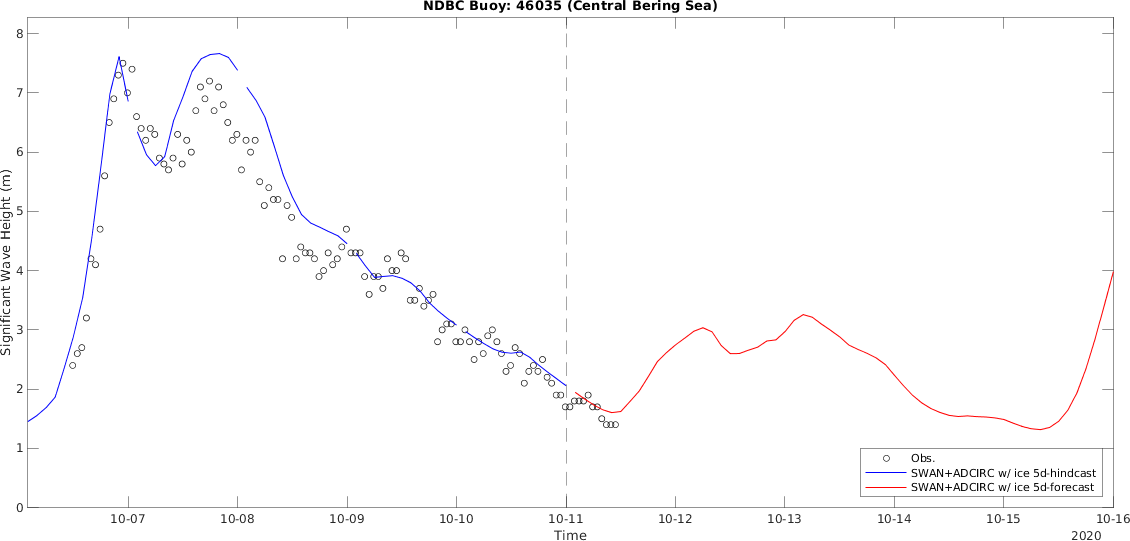 NDBC Buoy: 46035 (Central Bering Sea)
Significant Wave Height (m)
8
7
6
5
4
3
2
1
0
10-07 10-08 10-09 10-10 10-11 10-12 10-13 10-14 10-15 10-16
Time
2020
Obs.
SWAN+ADCIRC w/ ice 5d-hindcast
SWAN+ADCIRC w/ ice 5d-forecast